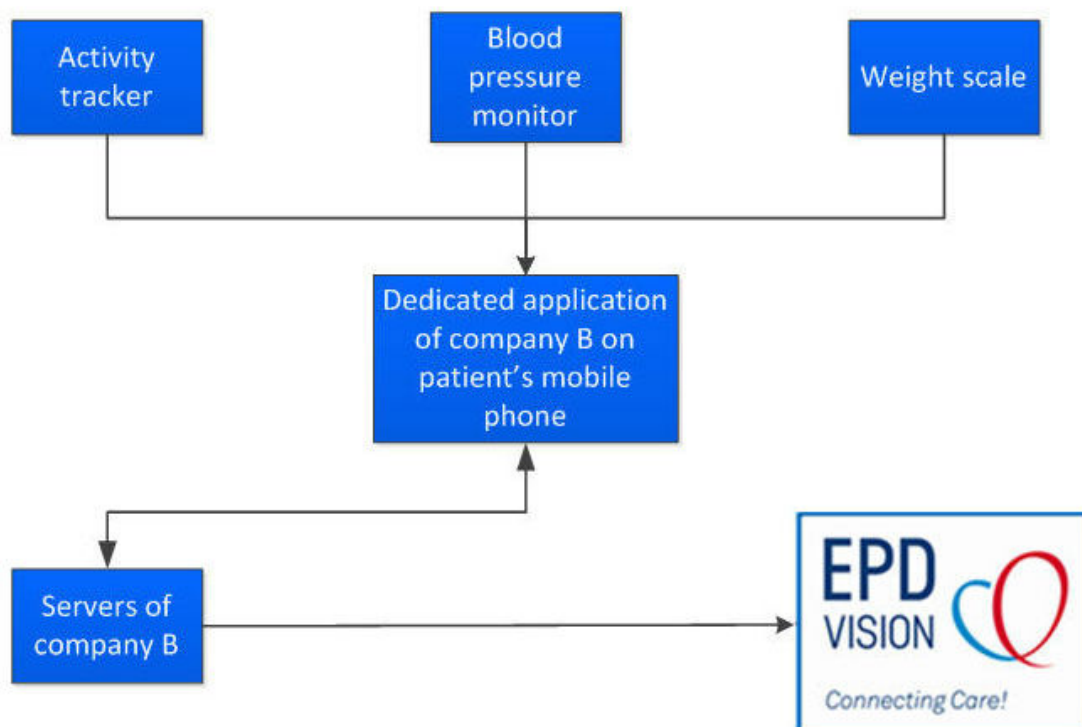 Activity
tracker
Blood
pressure
monitor
Weight scale
Dedicated application
of company B on
patient's mobile
phone
Servers of
company B
EPD
VISION
Connecting Care!